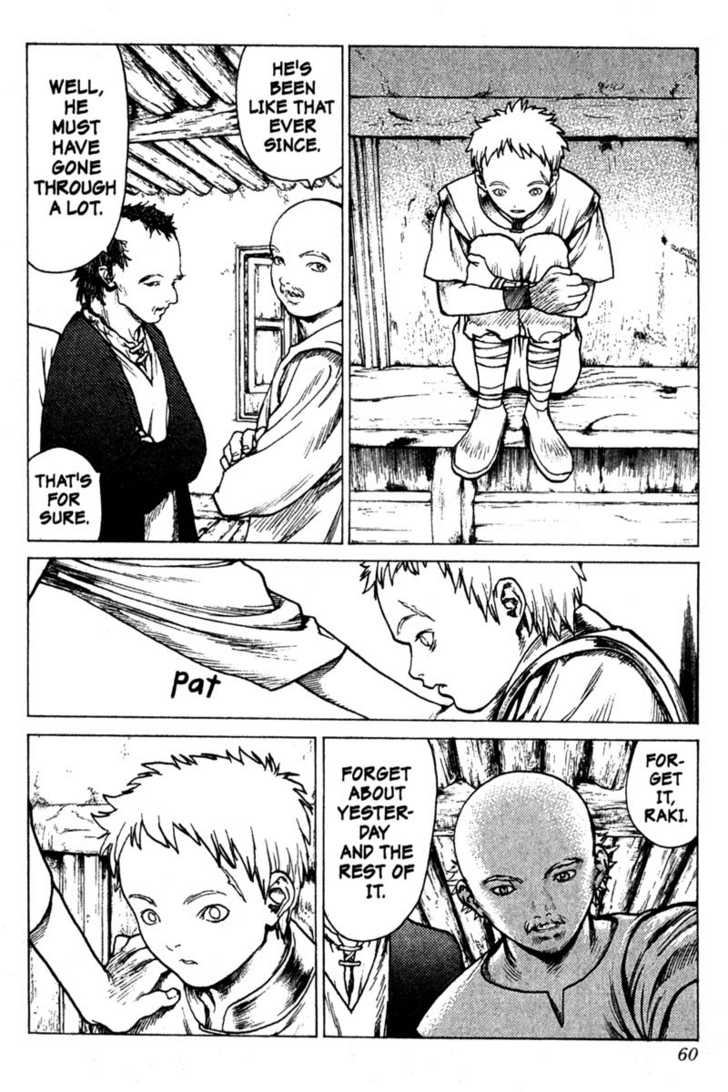 HE'S
BEEN
LIKE THAT
EVER
SINCE.
WELL,
HE
MUST
HAVE
GONE
THROUGH
A LOT.
THAT'S
FOR
SURE.
Pat
FOR-
GET
IT,
RAKI.
FORGET
ABOUT
YESTER-
DAY
AND THE
REST OF
IT.
60